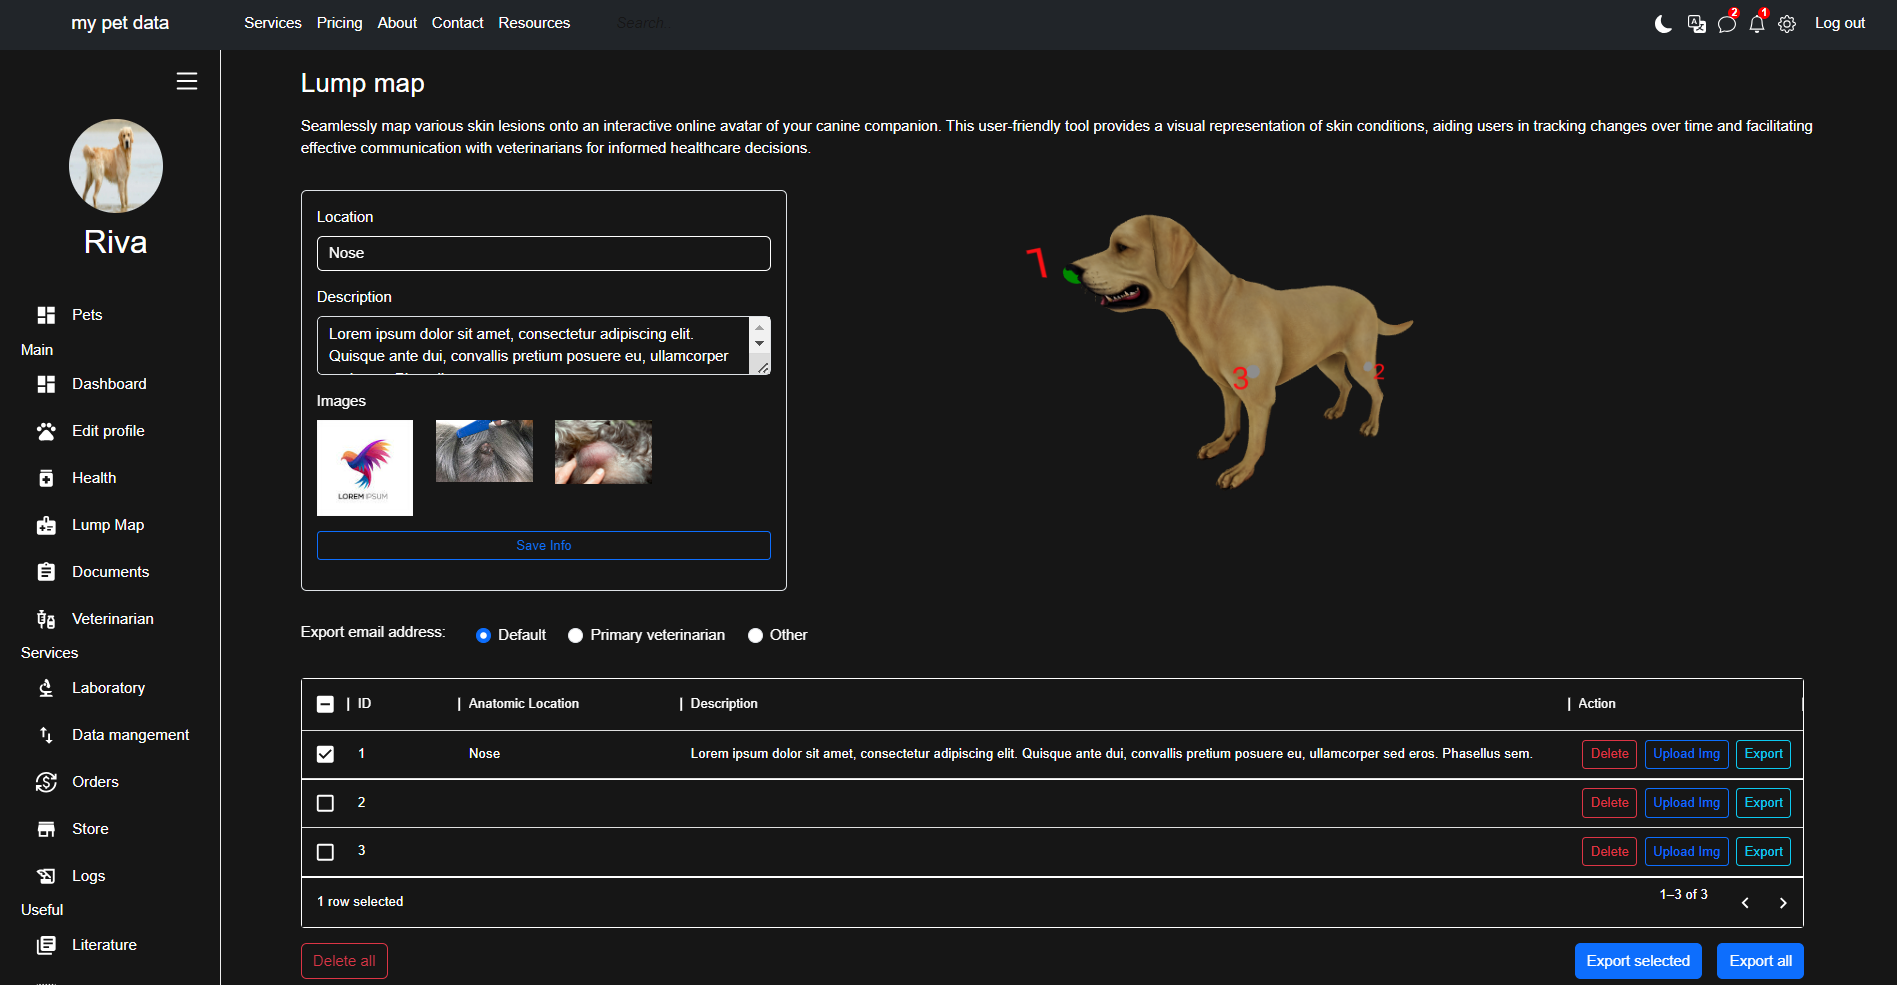 my pet data
Services Pricing About Contact Resources Search
2 1 Log out
Riva
Pets
Main
Dashboard
Edit profile
Health
Lump Map
Documents
Veterinarian
Services
Laboratory
Data mangement
Orders
Store
Logs
Useful
Literature
Lump map
Seamlessly map various skin lesions onto an interactive online avatar of your canine companion. This user-friendly tool provides a visual representation of skin conditions, aiding users in tracking changes over time and facilitating
effective communication with veterinarians for informed healthcare decisions.
Location
Nose
Description
Lorem ipsum dolor sit amet, consectetur adipiscing elit.
Quisque ante dui, convallis pretium posuere eu, ullamcorper
Images
LOREM IPSUM
Save Info
1
3
2
Export email address: Default Primary veterinarian Other
ID Anatomic Location Description Action
1 Nose Lorem ipsum dolor sit amet, consectetur adipiscing elit. Quisque ante dui, convallis pretium posuere eu, ullamcorper sed eros. Phasellus sem. Delete Upload Img Export
2 Delete Upload Img Export
3 Delete Upload Img Export
1 row selected 1–3 of 3
Delete all Export selected Export all